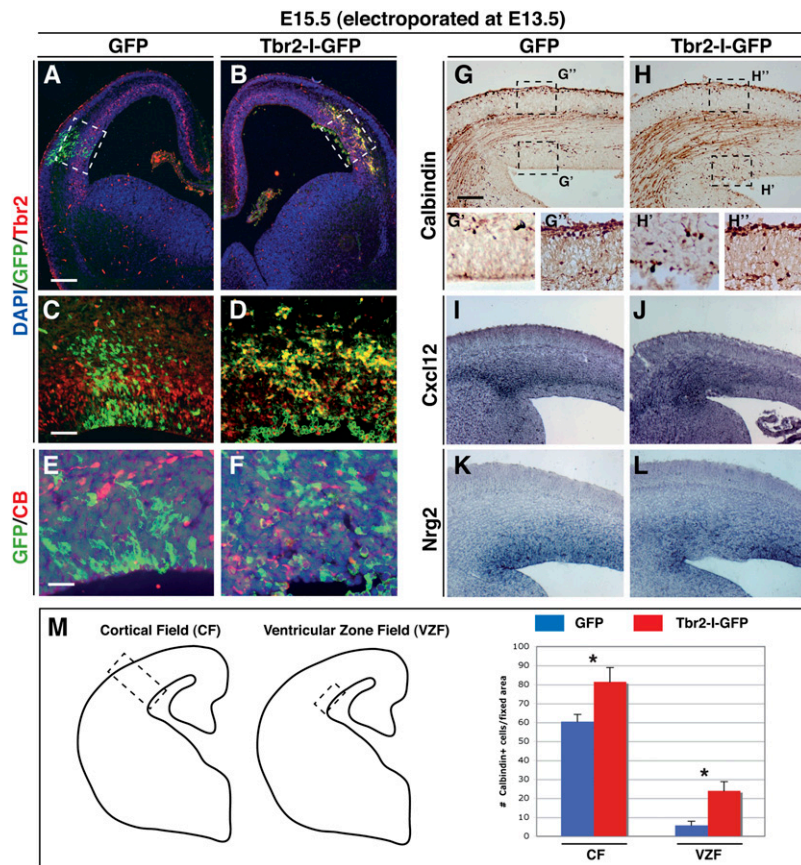 E15.5 (electroporated at E13.5)
GFP
Tbr2-I-GFP
GFP
Tbr2-I-GFP
DAPI/GFP/Tbr2
A
B
C
D
GFP/CB
E
F
Calbindin
G
G''
G'
H
H''
H'
G'
G''
H'
H''
Cxcl12
I
J
Nrg2
K
L
M
Cortical Field (CF)
Ventricular Zone Field (VZF)
GFP
Tbr2-I-GFP
# Calbindin+ cells/fixed area
100
90
80
70
60
50
40
30
20
10
0
*
*
CF
VZF